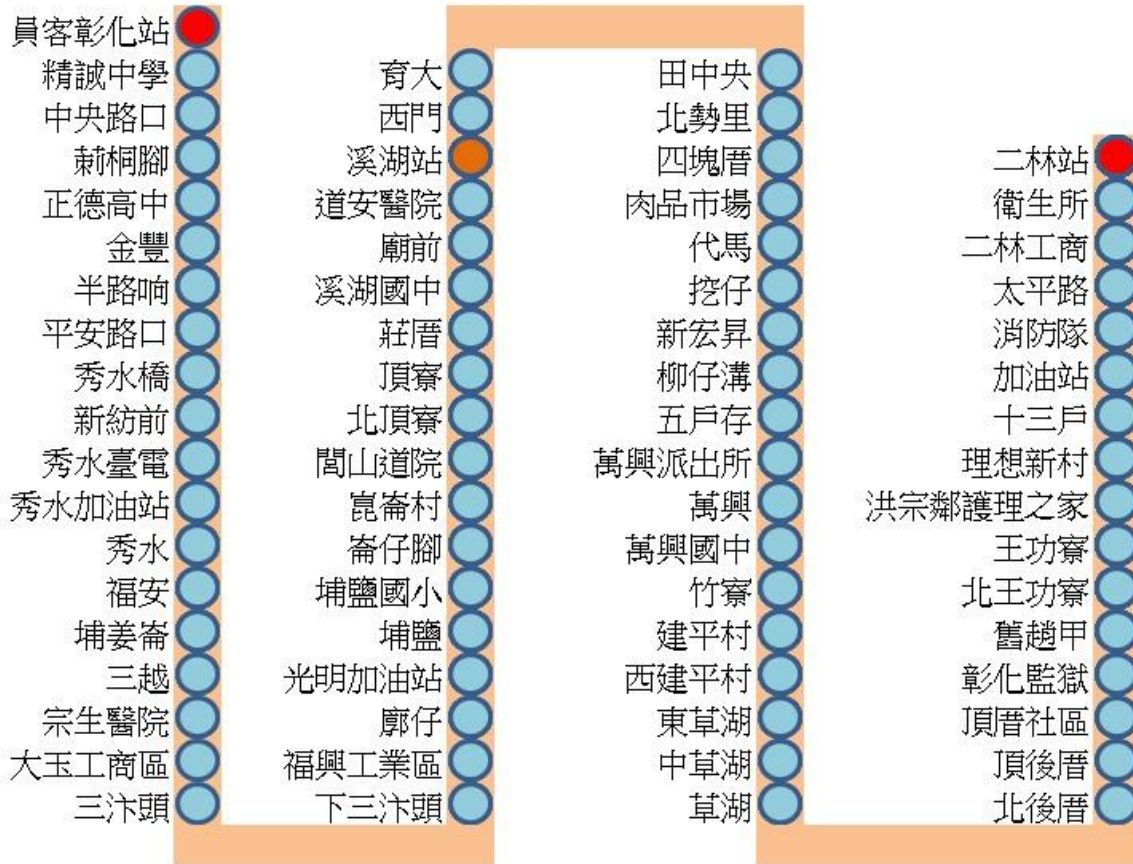 員客彰化站
精誠中學
中央路口
莿桐腳
正德高中
金豐
半路响
平安路口
秀水橋
新紡前
秀水臺電
秀水加油站
秀水
福安
埔姜崙
三越
宗生醫院
大玉工商區
三汴頭
育大
西門
溪湖站
道安醫院
廟前
溪湖國中
莊厝
頂寮
北頂寮
閭山道院
崑崙村
崙仔腳
埔鹽國小
埔鹽
光明加油站
廓仔
福興工業區
下三汴頭
田中央
北勢里
四塊厝
肉品市場
代馬
挖仔
新宏昇
柳仔溝
五戶存
萬興派出所
萬興
萬興國中
竹寮
建平村
西建平村
東草湖
中草湖
草湖
二林站
衛生所
二林工商
太平路
消防隊
加油站
十三戶
理想新村
洪宗鄰護理之家
王功寮
北王功寮
舊趙甲
彰化監獄
頂厝社區
頂後厝
北後厝